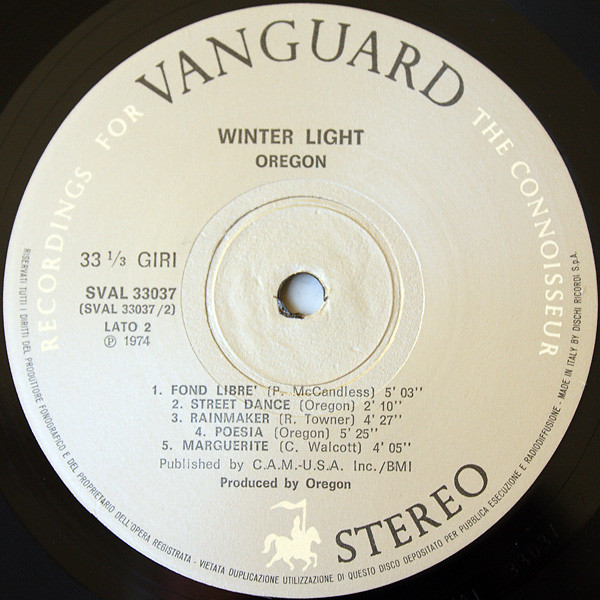 RECORDINGS FOR VANGUARD THE CONNOISSEUR
WINTER LIGHT
OREGON
33 1/3 GIRI
SVAL 33037
(SVAL 33037/2)
LATO 2
℗ 1974
1. FOND LIBRE' (P. McCandless) 5' 03''
2. STREET DANCE (Oregon) 2' 10''
3. RAINMAKER (R. Towner) 4' 27''
4. POESIA (Oregon) 5' 25''
5. MARGUERITE (C. Walcott) 4' 05''
Published by C.A.M.-U.S.A. Inc./BMI
Produced by Oregon
STEREO
RISERVATI TUTTI I DIRITTI DEL PRODUTTORE FONOGRAFICO E DEL PROPRIETARIO DELL'OPERA REGISTRATA - VIETATA DUPLICAZIONE UTILIZZAZIONE DI QUESTO DISCO DEPOSITATO PER PUBBLICA ESECUZIONE E RADIODIFFUSIONE - MADE IN ITALY BY DISCHI RICORDI S.p.A.